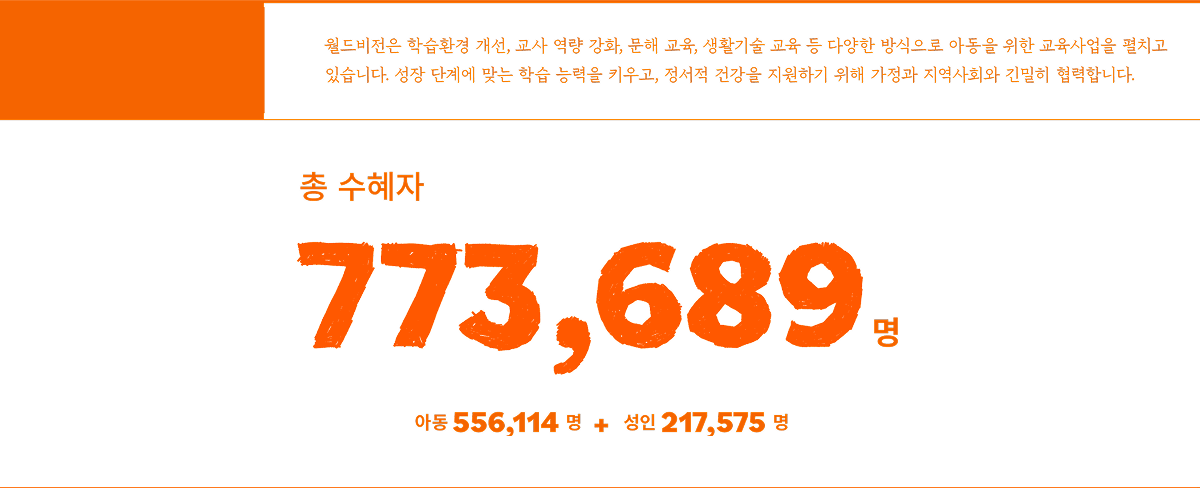 월드비전은 학습환경 개선, 교사 역량 강화, 문해 교육, 생활기술 교육 등 다양한 방식으로 아동을 위한 교육사업을 펼치고
있습니다. 성장 단계에 맞는 학습 능력을 키우고, 정서적 건강을 지원하기 위해 가정과 지역사회와 긴밀히 협력합니다.
총 수혜자
773,689 명
아동 556,114 명 + 성인 217,575 명